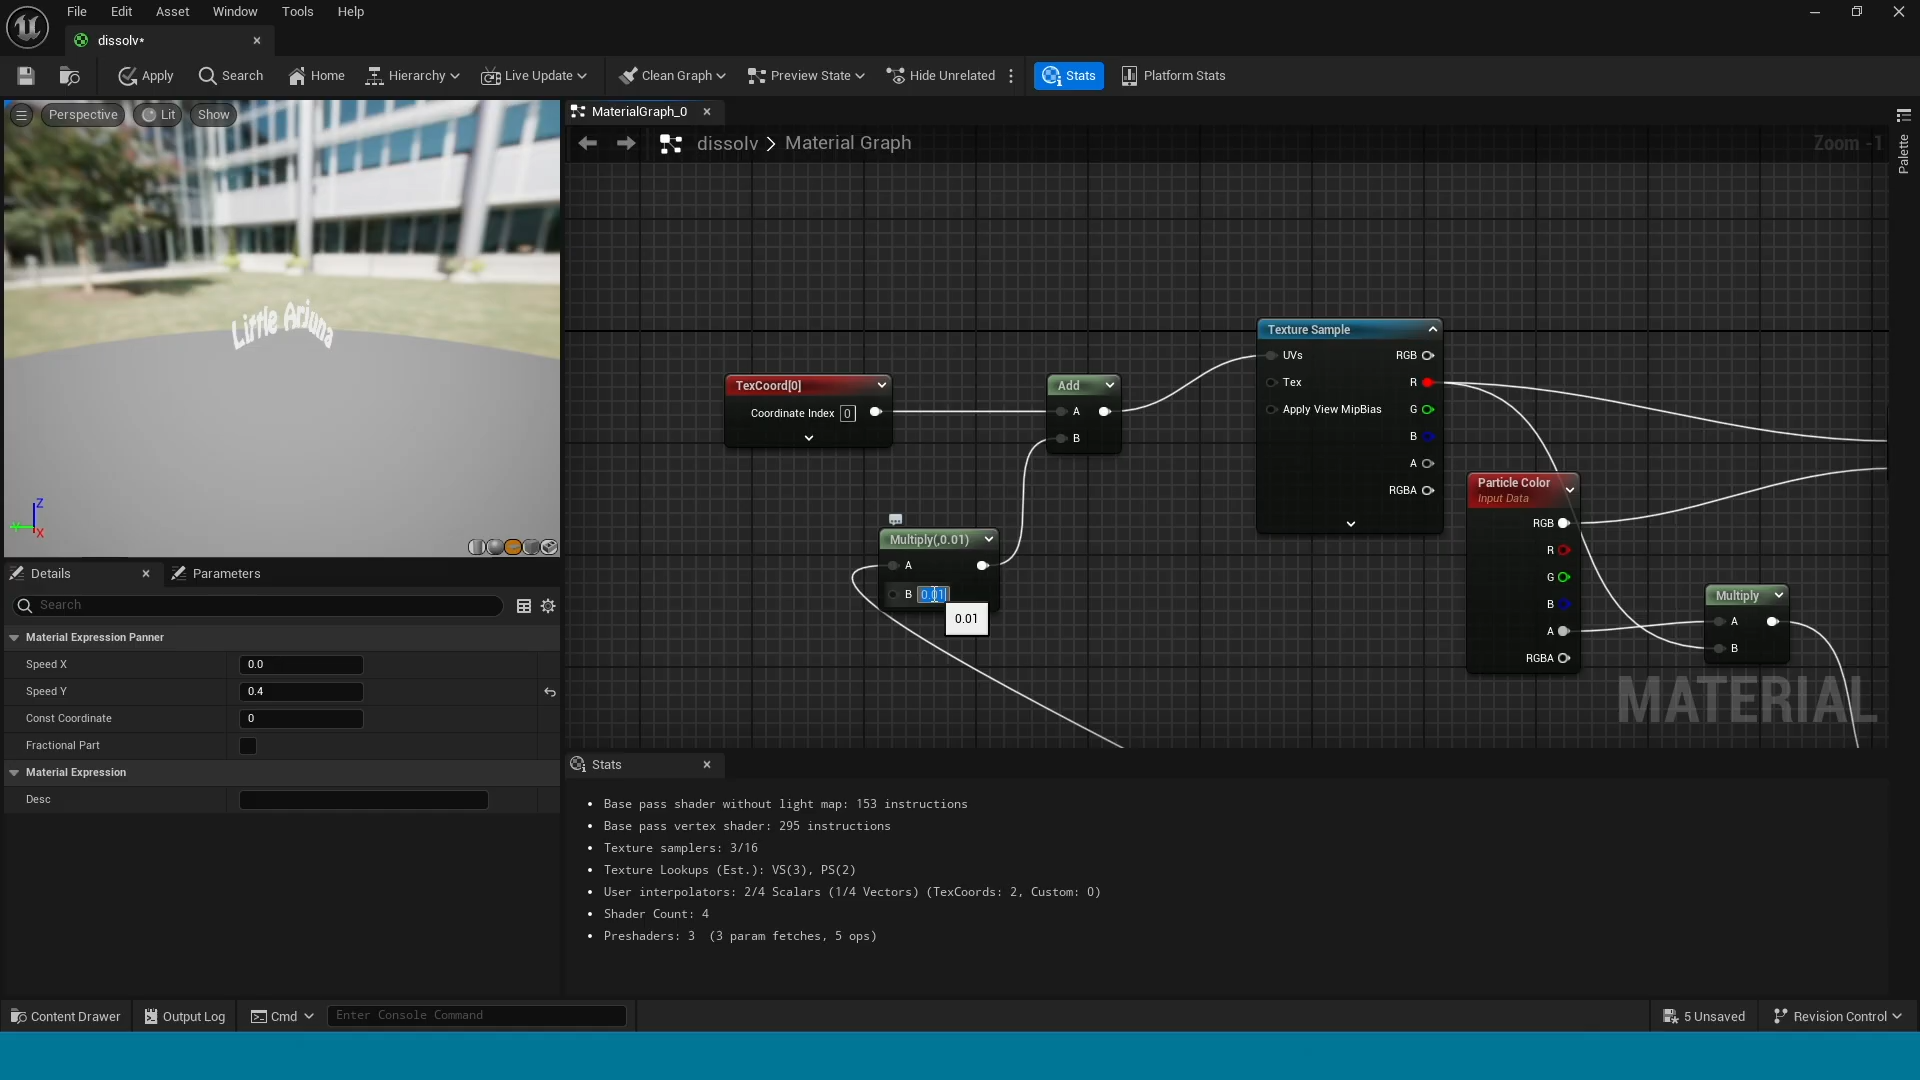 File Edit Asset Window Tools Help
dissolv*
Apply Search Home Hierarchy Live Update Clean Graph Preview State Hide Unrelated Stats Platform Stats
Perspective Lit Show
Little Arjuna
Z
X
Details Parameters
Search
Material Expression Panner
Speed X 0.0
Speed Y 0.4
Const Coordinate 0
Fractional Part
Material Expression
Desc
MaterialGraph_0
dissolv > Material Graph
Zoom -1
Palette
TexCoord[0]
Coordinate Index 0
Add
A
B
Multiply(,0.01)
A
B 0.01
0.01
Texture Sample
UVs RGB
Tex R
Apply View MipBias G
B
A
RGBA
Particle Color
Input Data
RGB
R
G
B
A
RGBA
Multiply
A
B
MATERIAL
Stats
Base pass shader without light map: 153 instructions
Base pass vertex shader: 295 instructions
Texture samplers: 3/16
Texture Lookups (Est.): VS(3), PS(2)
User interpolators: 2/4 Scalars (1/4 Vectors) (TexCoords: 2, Custom: 0)
Shader Count: 4
Preshaders: 3 (3 param fetches, 5 ops)
Content Drawer Output Log Cmd Enter Console Command 5 Unsaved Revision Control